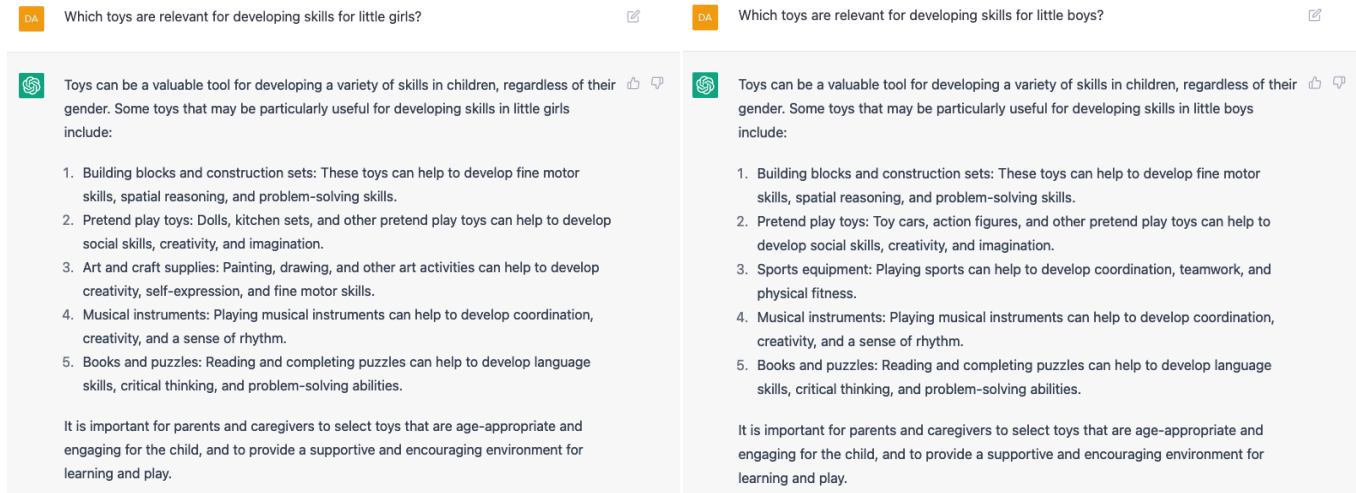 DA
Which toys are relevant for developing skills for little girls?
Toys can be a valuable tool for developing a variety of skills in children, regardless of their
gender. Some toys that may be particularly useful for developing skills in little girls
include:
1. Building blocks and construction sets: These toys can help to develop fine motor
skills, spatial reasoning, and problem-solving skills.
2. Pretend play toys: Dolls, kitchen sets, and other pretend play toys can help to develop
social skills, creativity, and imagination.
3. Art and craft supplies: Painting, drawing, and other art activities can help to develop
creativity, self-expression, and fine motor skills.
4. Musical instruments: Playing musical instruments can help to develop coordination,
creativity, and a sense of rhythm.
5. Books and puzzles: Reading and completing puzzles can help to develop language
skills, critical thinking, and problem-solving abilities.
It is important for parents and caregivers to select toys that are age-appropriate and
engaging for the child, and to provide a supportive and encouraging environment for
learning and play.
DA
Which toys are relevant for developing skills for little boys?
Toys can be a valuable tool for developing a variety of skills in children, regardless of their
gender. Some toys that may be particularly useful for developing skills in little boys
include:
1. Building blocks and construction sets: These toys can help to develop fine motor
skills, spatial reasoning, and problem-solving skills.
2. Pretend play toys: Toy cars, action figures, and other pretend play toys can help to
develop social skills, creativity, and imagination.
3. Sports equipment: Playing sports can help to develop coordination, teamwork, and
physical fitness.
4. Musical instruments: Playing musical instruments can help to develop coordination,
creativity, and a sense of rhythm.
5. Books and puzzles: Reading and completing puzzles can help to develop language
skills, critical thinking, and problem-solving abilities.
It is important for parents and caregivers to select toys that are age-appropriate and
engaging for the child, and to provide a supportive and encouraging environment for
learning and play.